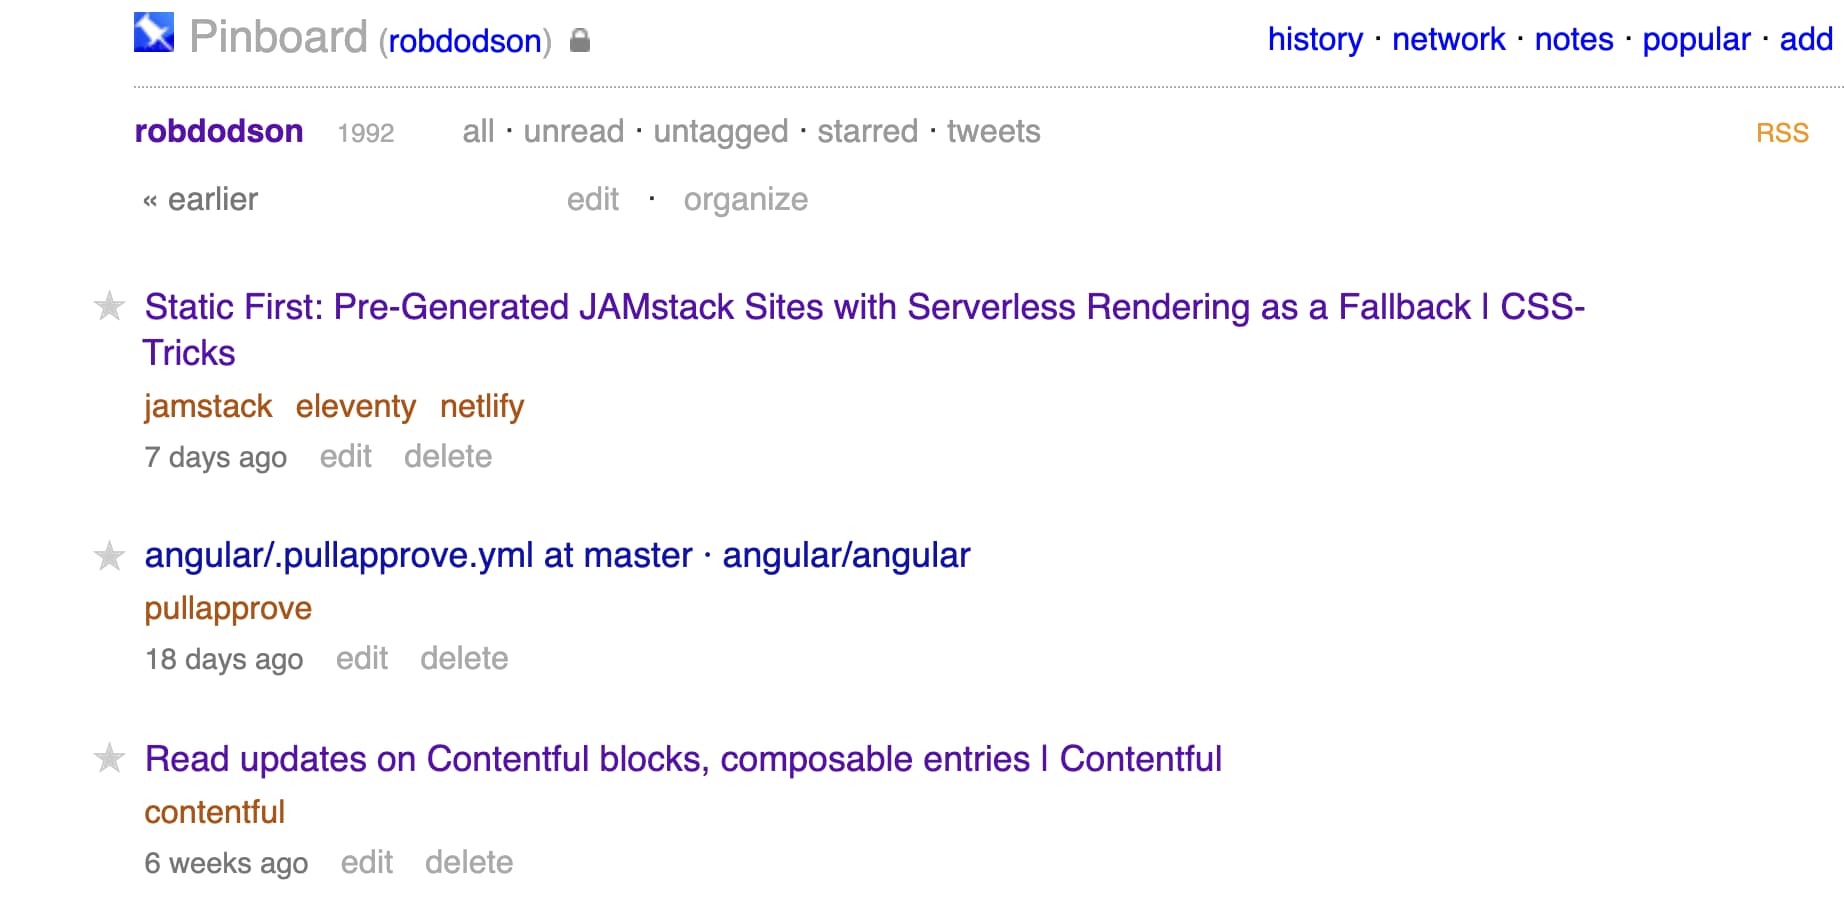 Pinboard (robdodson)
history · network · notes · popular · add
robdodson 1992 all · unread · untagged · starred · tweets RSS
« earlier edit · organize
Static First: Pre-Generated JAMstack Sites with Serverless Rendering as a Fallback | CSS-
Tricks
jamstack eleventy netlify
7 days ago edit delete
angular/.pullapprove.yml at master · angular/angular
pullapprove
18 days ago edit delete
Read updates on Contentful blocks, composable entries | Contentful
contentful
6 weeks ago edit delete